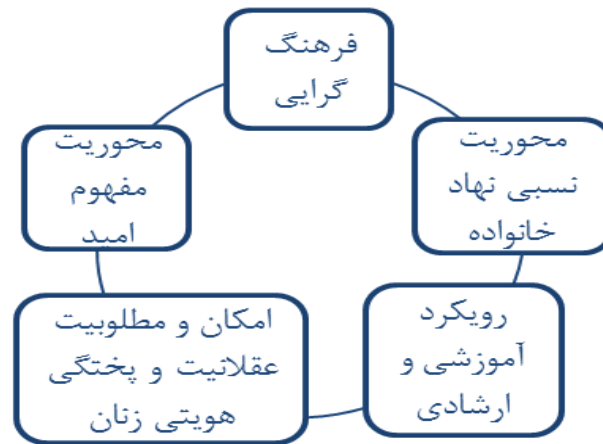 فرهنگ
گرایی
محوریت
نسبی نهاد
خانواده
رویکرد
آموزشی و
ارشادی
امکان و مطلوبیت
عقلانیت و پختگی
هویتی زنان
محوریت
مفهوم
امید